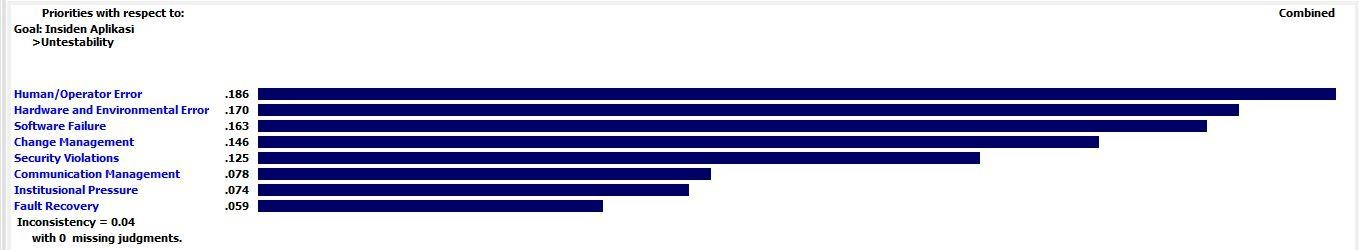 Priorities with respect to:
Combined
Goal: Insiden Aplikasi
>Untestability
Human/Operator Error .186
Hardware and Environmental Error .170
Software Failure .163
Change Management .146
Security Violations .125
Communication Management .078
Institutional Pressure .074
Fault Recovery .059
Inconsistency = 0.04
with 0 missing judgments.